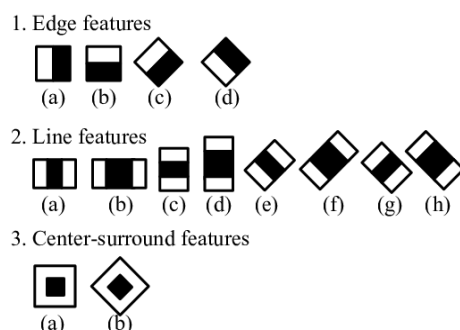 1. Edge features
(a) (b) (c) (d)
2. Line features
(a) (b) (c) (d) (e) (f) (g) (h)
3. Center-surround features
(a) (b)